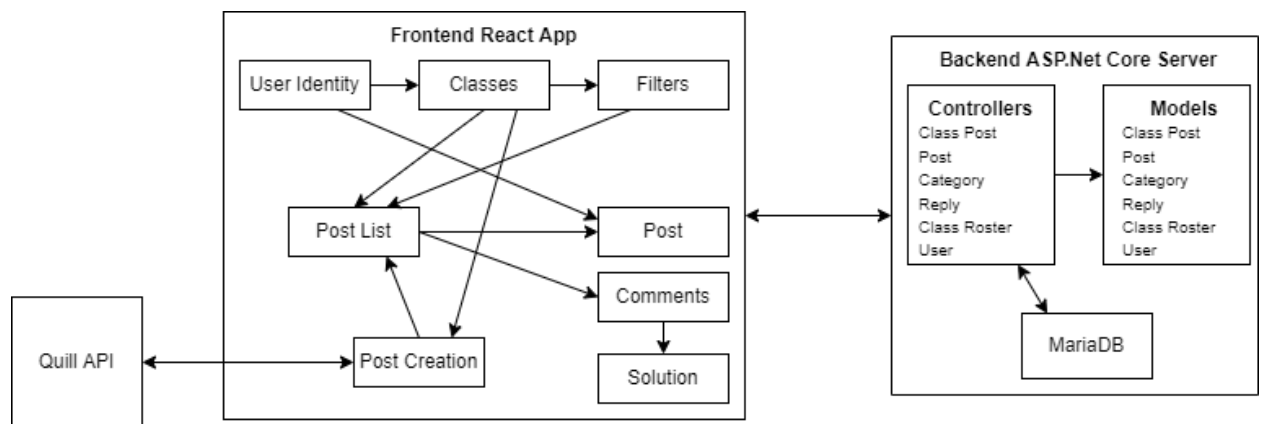 Frontend React App
User Identity
Classes
Filters
Post List
Post
Comments
Post Creation
Solution
Quill API
Backend ASP.Net Core Server
Controllers
Class Post
Post
Category
Reply
Class Roster
User
Models
Class Post
Post
Category
Reply
Class Roster
User
MariaDB